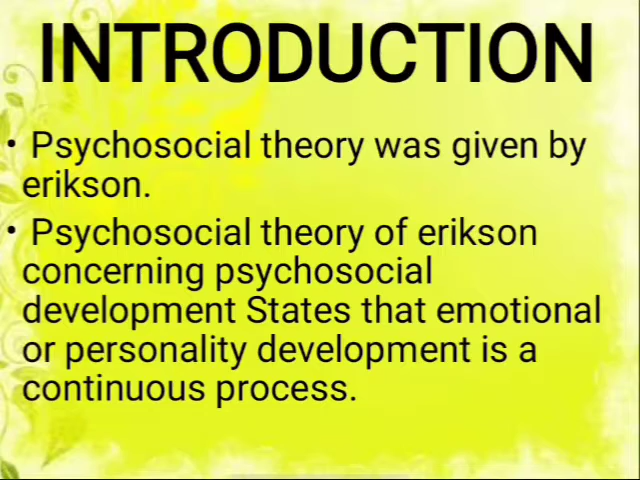 INTRODUCTION
• Psychosocial theory was given by
erikson.
• Psychosocial theory of erikson
concerning psychosocial
development States that emotional
or personality development is a
continuous process.